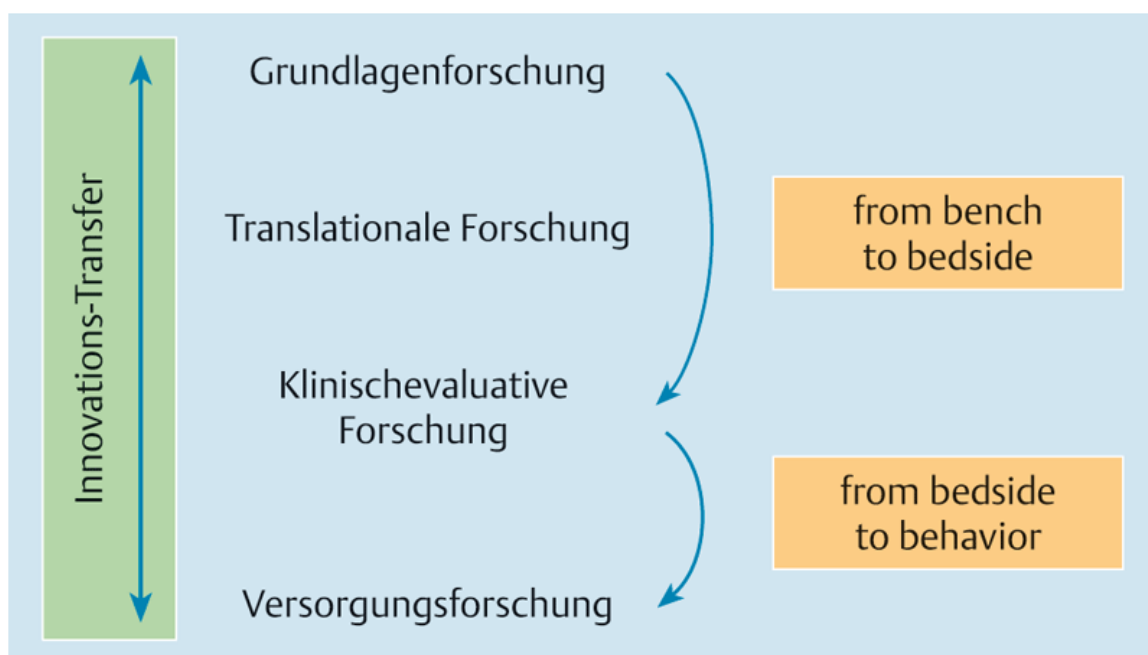 Innovations-Transfer
Grundlagenforschung
Translationale Forschung
from bench
to bedside
Klinischevaluative
Forschung
from bedside
to behavior
Versorgungsforschung